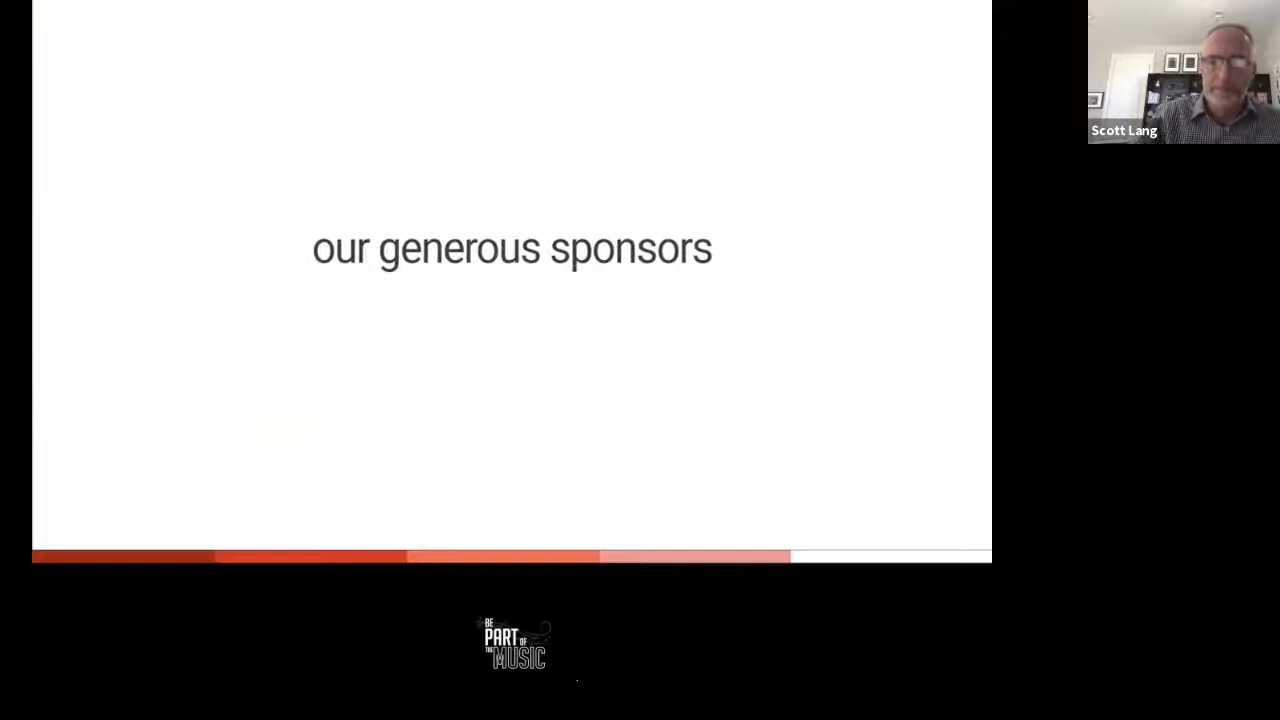 our generous sponsors
Scott Lang
BE
PART OF
THE MUSIC